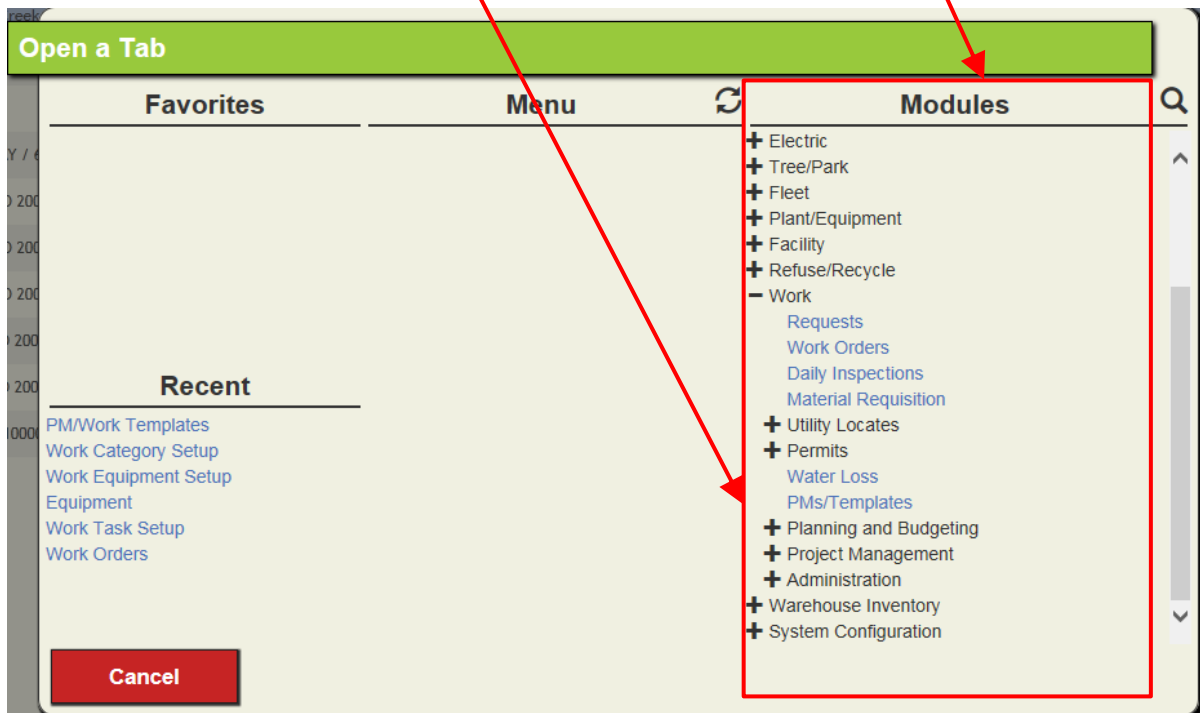 reek
Open a Tab
Favorites
Menu
Modules
Recent
PM/Work Templates
Work Category Setup
Work Equipment Setup
Equipment
Work Task Setup
Work Orders
Cancel
+ Electric
+ Tree/Park
+ Fleet
+ Plant/Equipment
+ Facility
+ Refuse/Recycle
− Work
Requests
Work Orders
Daily Inspections
Material Requisition
+ Utility Locates
+ Permits
Water Loss
PMs/Templates
+ Planning and Budgeting
+ Project Management
+ Administration
+ Warehouse Inventory
+ System Configuration